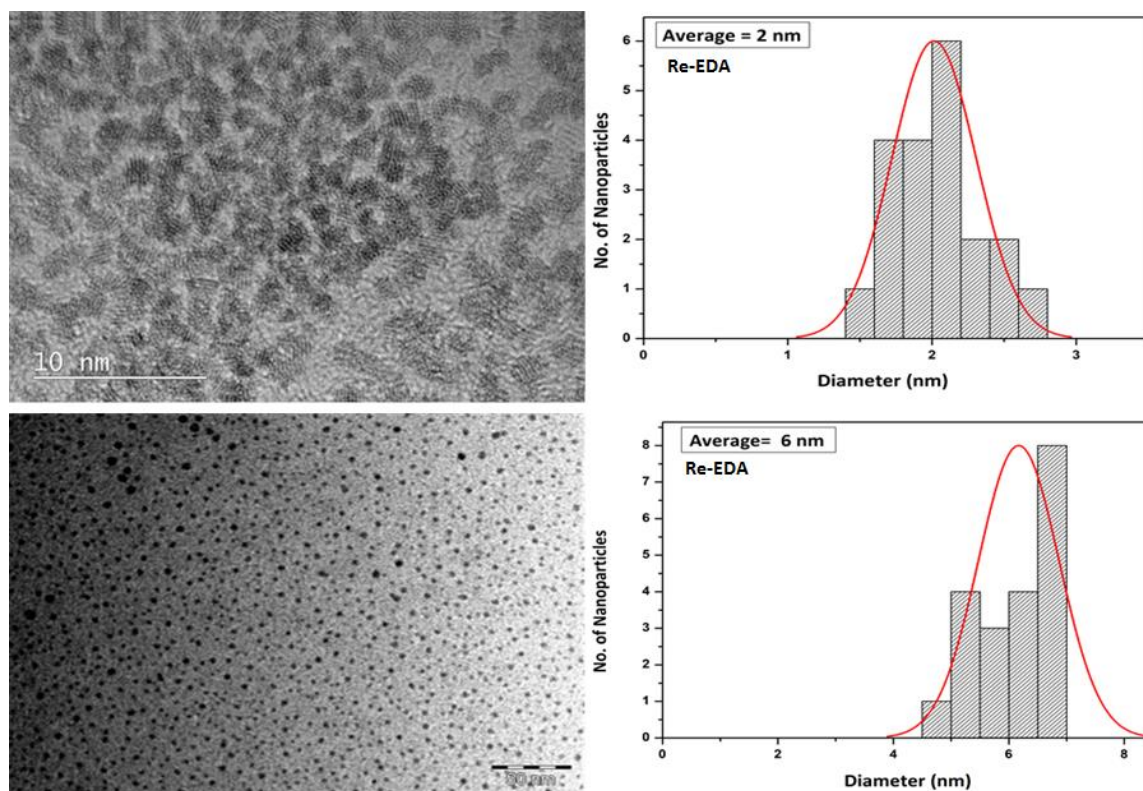 Average = 2 nm
Re-EDA
No. of Nanoparticles
6
5
4
3
2
1
0
0 1 2 3
Diameter (nm)
10 nm
Average= 6 nm
Re-EDA
No. of Nanoparticles
8
7
6
5
4
3
2
1
0
0 2 4 6 8
Diameter (nm)
nm